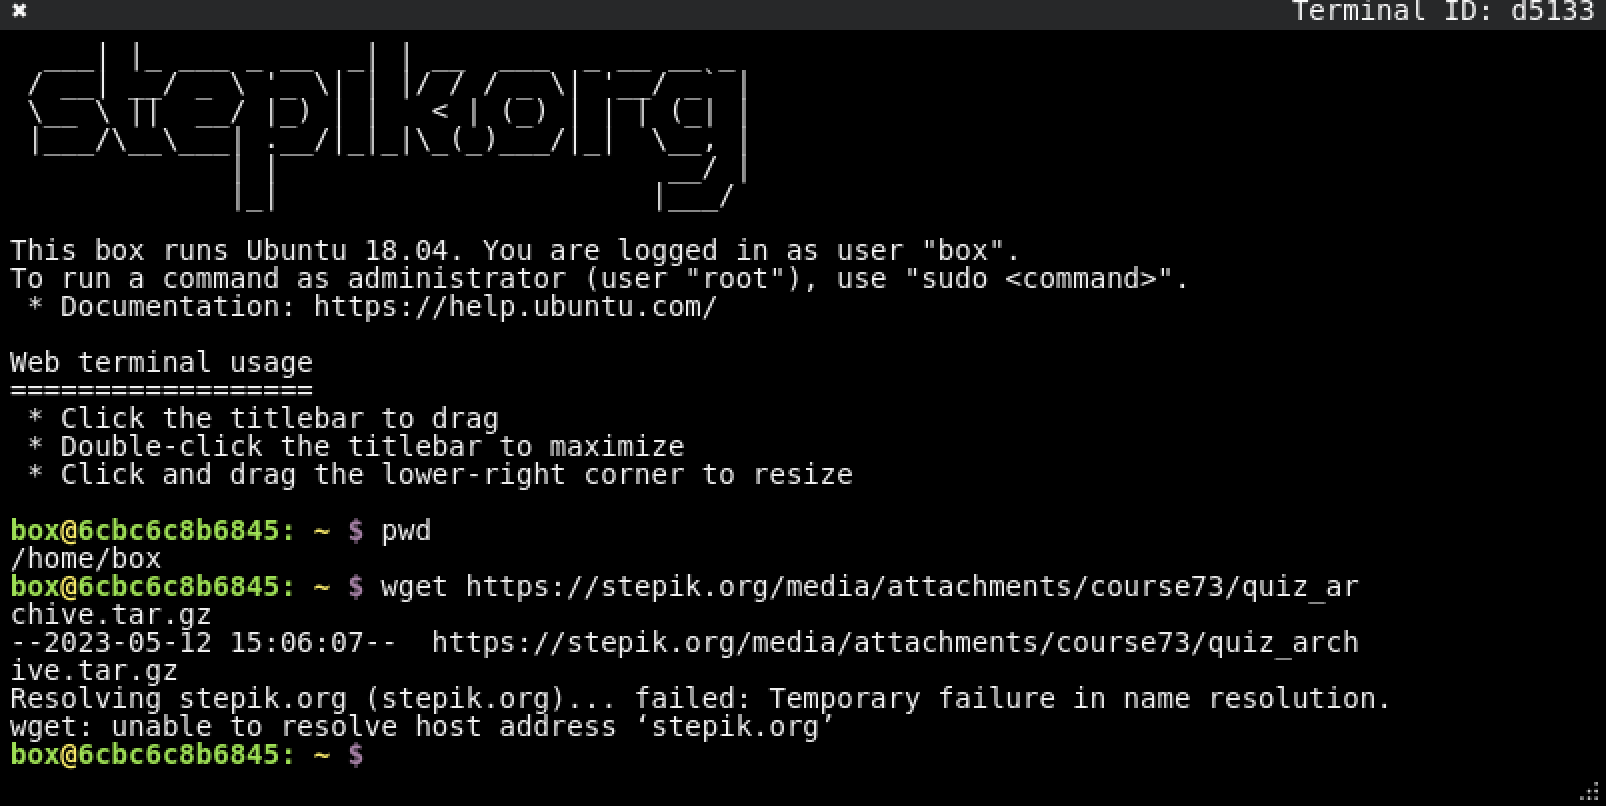 ✖ Terminal ID: d5133
stepik.org
This box runs Ubuntu 18.04. You are logged in as user "box".
To run a command as administrator (user "root"), use "sudo <command>".
* Documentation: https://help.ubuntu.com/
Web terminal usage
==================
* Click the titlebar to drag
* Double-click the titlebar to maximize
* Click and drag the lower-right corner to resize
box@6cbc6c8b6845: ~ $ pwd
/home/box
box@6cbc6c8b6845: ~ $ wget https://stepik.org/media/attachments/course73/quiz_ar
chive.tar.gz
--2023-05-12 15:06:07--  https://stepik.org/media/attachments/course73/quiz_arch
ive.tar.gz
Resolving stepik.org (stepik.org)... failed: Temporary failure in name resolution.
wget: unable to resolve host address ‘stepik.org’
box@6cbc6c8b6845: ~ $